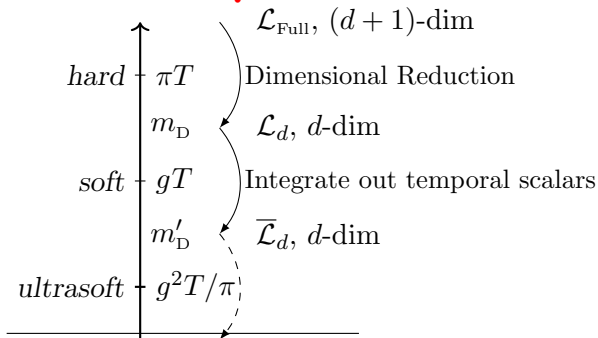 ℒ_Full, (d + 1)-dim
hard πT Dimensional Reduction
m_D ℒ_d, d-dim
soft gT Integrate out temporal scalars
m′_D ℒ̅_d, d-dim
ultrasoft g²T/π